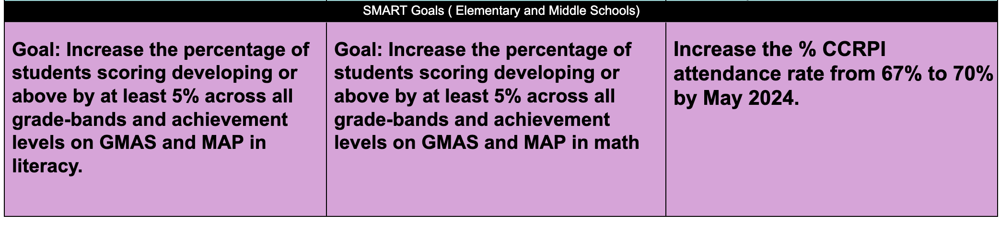 SMART Goals ( Elementary and Middle Schools)
Goal: Increase the percentage of
students scoring developing or
above by at least 5% across all
grade-bands and achievement
levels on GMAS and MAP in
literacy.
Goal: Increase the percentage of
students scoring developing or
above by at least 5% across all
grade-bands and achievement
levels on GMAS and MAP in math
Increase the % CCRPI
attendance rate from 67% to 70%
by May 2024.